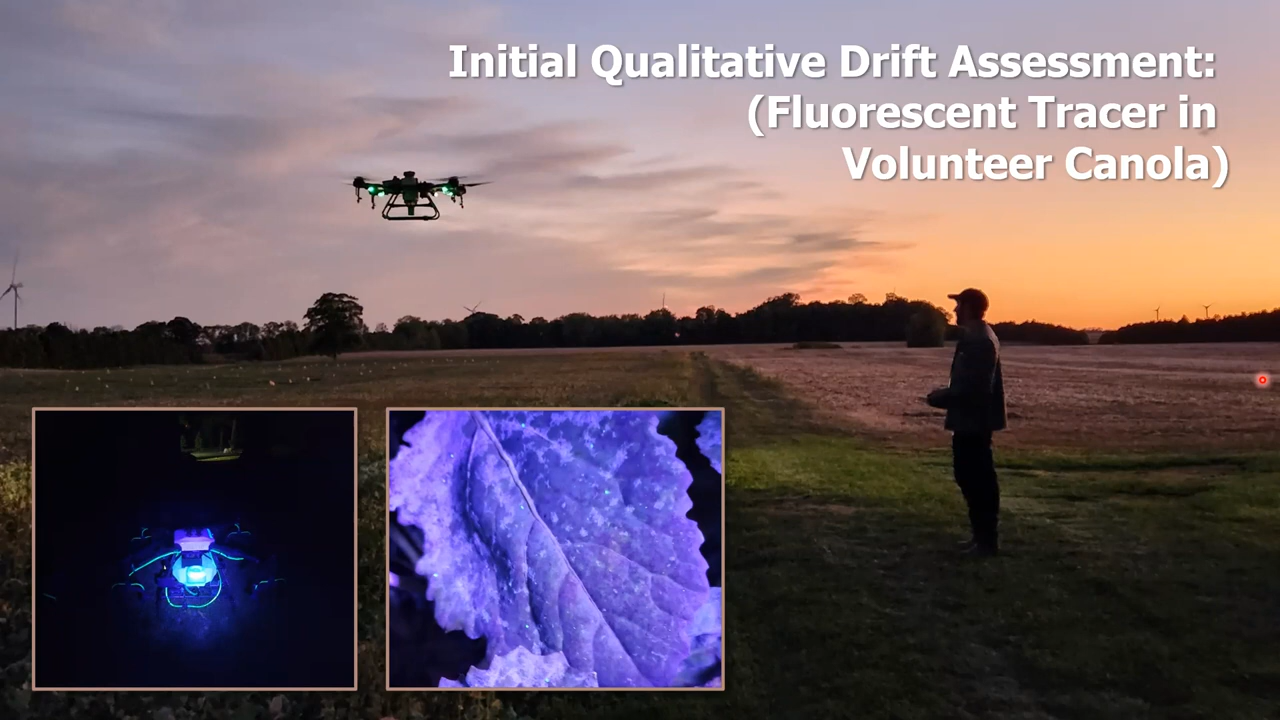 Initial Qualitative Drift Assessment:
(Fluorescent Tracer in
Volunteer Canola)